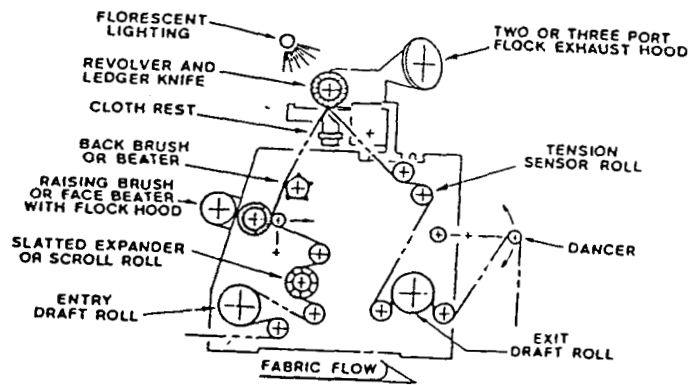 FLORESCENT
LIGHTING
TWO OR THREE PORT
FLOCK EXHAUST HOOD
REVOLVER AND
LEDGER KNIFE
CLOTH REST
BACK BRUSH
OR BEATER
TENSION
SENSOR ROLL
RAISING BRUSH
OR FACE BEATER
WITH FLOCK HOOD
SLATTED EXPANDER
OR SCROLL ROLL
DANCER
ENTRY
DRAFT ROLL
EXIT
DRAFT ROLL
FABRIC FLOW